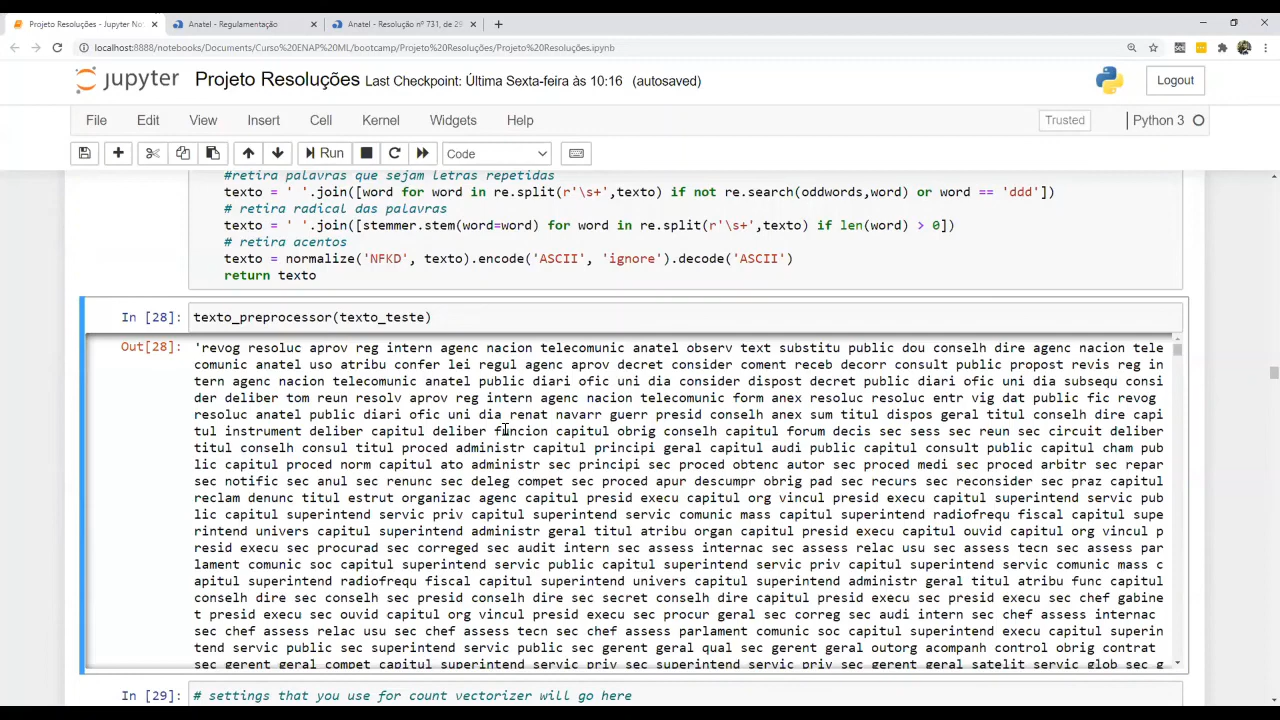 Projeto Resoluções - Jupyter No
Anatel - Regulamentação
Anatel - Resolução nº 731, de 29
localhost:8888/notebooks/Documents/Curso%20ENAP%20ML/bootcamp/Projeto%20Resoluções/Projeto%20Resoluções.ipynb
jupyter Projeto Resoluções Last Checkpoint: Última Sexta-feira às 10:16 (autosaved)
Logout
File Edit View Insert Cell Kernel Widgets Help
Trusted
Python 3
Run
Code
#retira palavras que sejam letras repetidas
texto = ' '.join([word for word in re.split(r'\s+',texto) if not re.search(oddwords,word) or word == 'ddd'])
# retira radical das palavras
texto = ' '.join([stemmer.stem(word=word) for word in re.split(r'\s+',texto) if len(word) > 0])
# retira acentos
texto = normalize('NFKD', texto).encode('ASCII', 'ignore').decode('ASCII')
return texto
In [28]: texto_preprocessor(texto_teste)
Out[28]: 'revog resoluc aprov reg intern agenc nacion telecomunic anatel observ text substitu public dou conselh dire agenc nacion tele
comunic anatel uso atribu confer lei regul agenc aprov decret consider coment receb decorr consult public propost revis reg in
tern agenc nacion telecomunic anatel public diari ofic uni dia consider dispost decret public diari ofic uni dia subsequ consi
der deliber tom reun resolv aprov reg intern agenc nacion telecomunic form anex resoluc resoluc entr vig dat public fic revog
resoluc anatel public diari ofic uni dia renat navarr guerr presid conselh anex sum titul dispos geral titul conselh dire capi
tul instrument deliber capitul deliber funcion capitul obrig conselh capitul forum decis sec sess sec reun sec circuit deliber
titul conselh consul titul proced administr capitul principi geral capitul audi public capitul consult public capitul cham pub
lic capitul proced norm capitul ato administr sec principi sec proced obtenc autor sec proced medi sec proced arbitr sec repar
sec notific sec anul sec renunc sec deleg compet sec proced apur descumpr obrig pad sec recurs sec reconsider sec praz capitul
reclam denunc titul estrut organizac agenc capitul presid execu capitul org vincul presid execu capitul superintend servic pub
lic capitul superintend servic priv capitul superintend servic comunic mass capitul superintend radiofrequ fiscal capitul supe
rintend univers capitul superintend administr geral titul atribu organ capitul presid execu capitul ouvid capitul org vincul p
resid execu sec procurad sec correged sec audit intern sec assess internac sec assess relac usu sec assess tecn sec assess par
lament comunic soc capitul superintend servic public capitul superintend servic priv capitul superintend servic comunic mass c
apitul superintend radiofrequ fiscal capitul superintend univers capitul superintend administr geral titul atribu func capitul
conselh dire sec conselh sec presid conselh dire sec secret conselh dire sec presid execu sec presid execu sec chef gabine
t presid execu sec ouvid capitul org vincul presid execu sec procur geral sec correg sec audi intern sec chef assess internac
sec chef assess relac usu sec chef assess tecn sec chef assess parlament comunic soc capitul superintend execu capitul superin
tend servic public sec superintend servic public sec gerent geral qual sec gerent geral outorg acompanh control obrig contrat
sec gerent geral compet capitul superintend servic priv sec superintend servic priv sec gerent geral satelit servic glob sec g
In [29]: # settings that you use for count vectorizer will go here